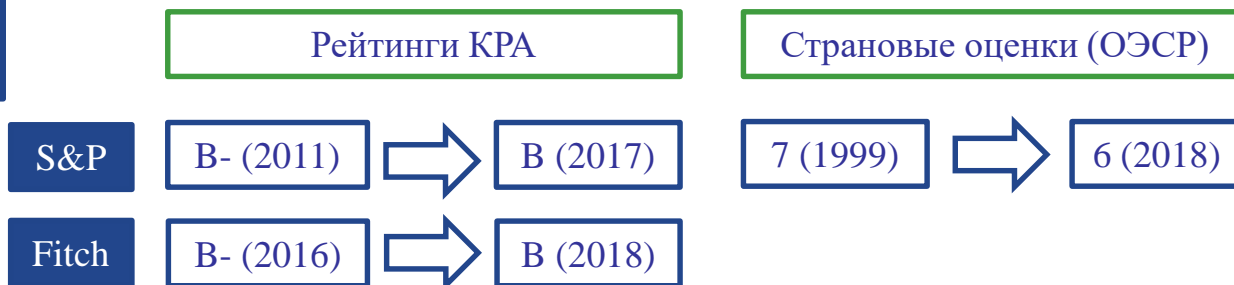 Рейтинги КРА
Страновые оценки (ОЭСР)
S&P
B- (2011)
B (2017)
7 (1999)
6 (2018)
Fitch
B- (2016)
B (2018)